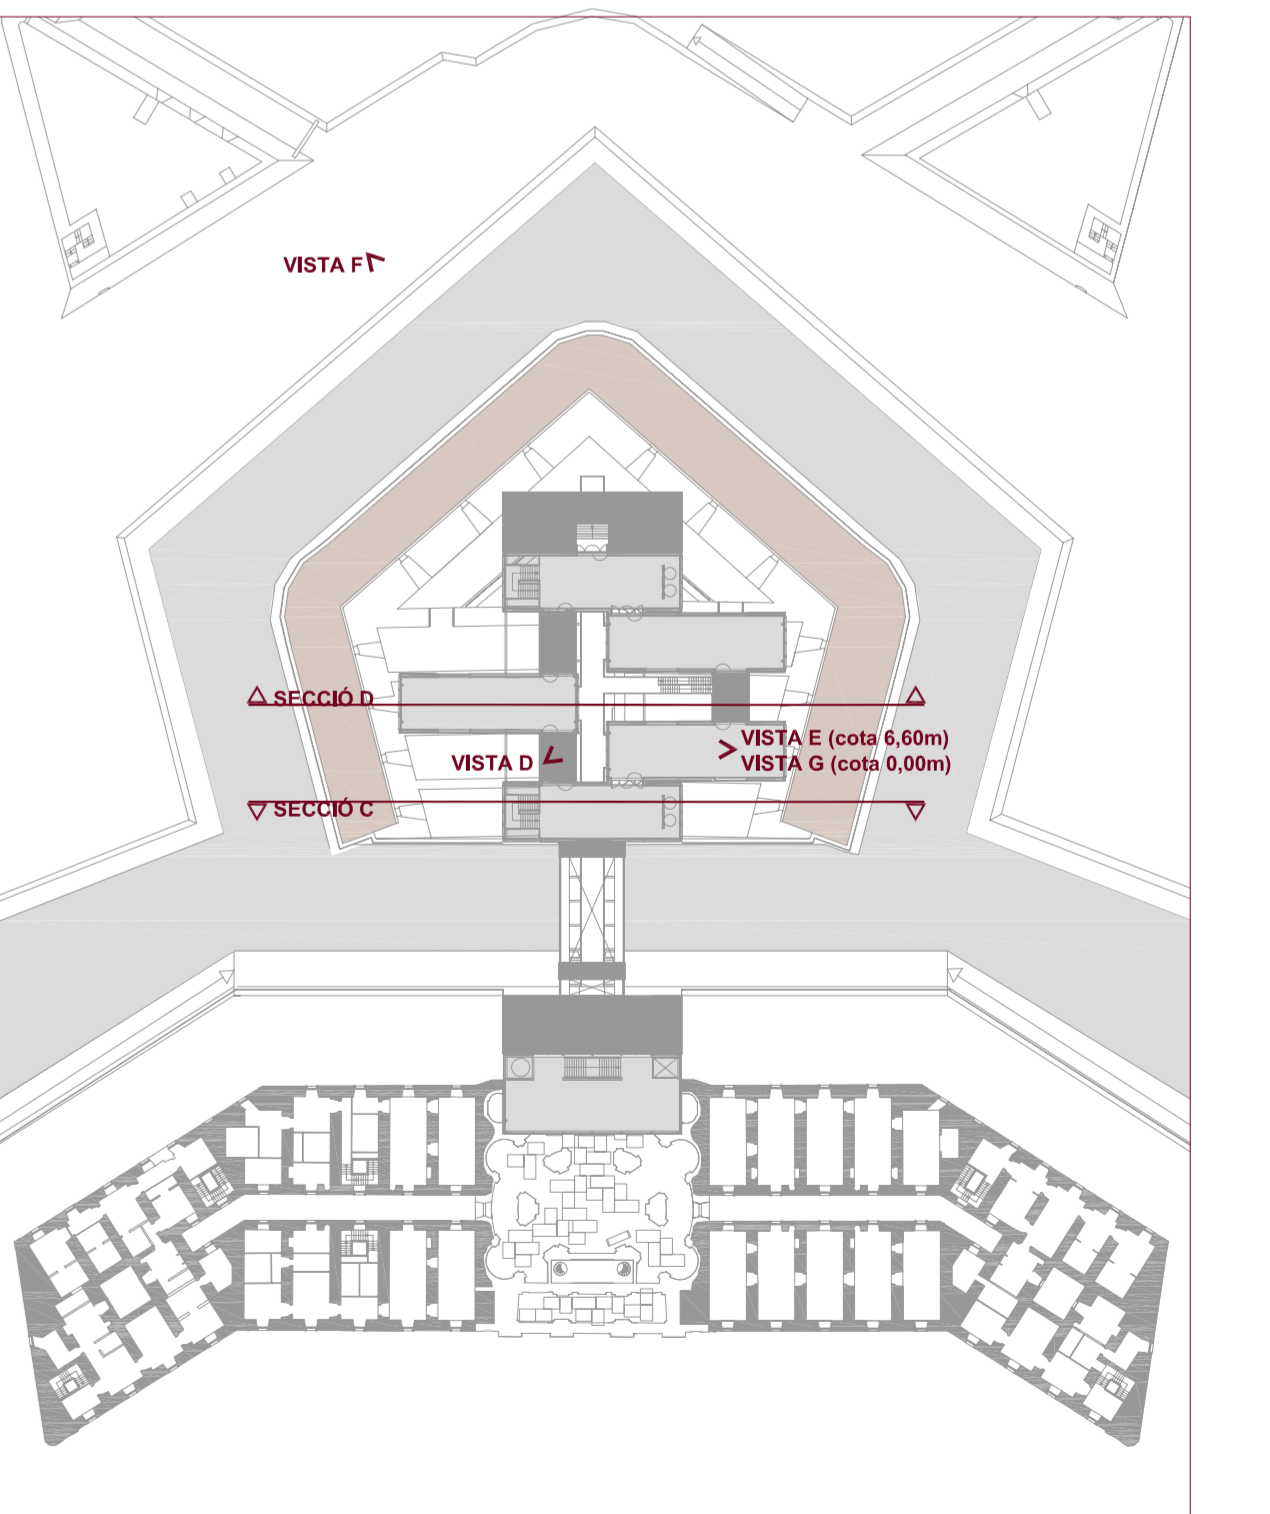 VISTA F
SECCIÓ D
VISTA E (cota 6,60m)
VISTA D
VISTA G (cota 0,00m)
SECCIÓ C